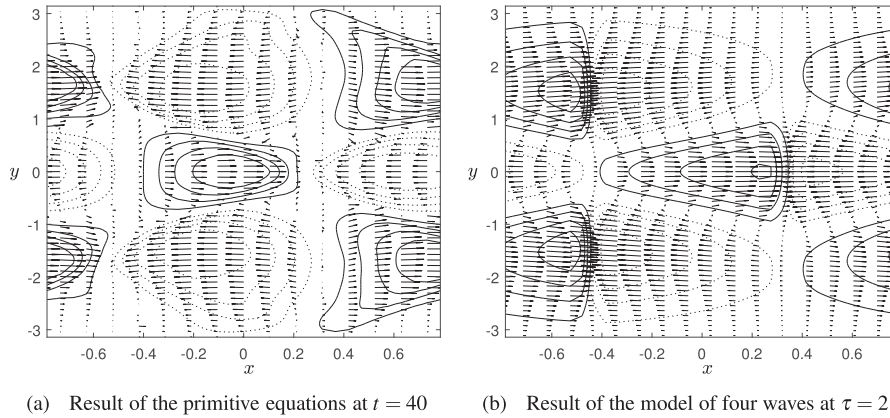 3
2
1
y 0
-1
-2
-3
-0.6 -0.4 -0.2 0 0.2 0.4 0.6
x
(a) Result of the primitive equations at t = 40
3
2
1
y 0
-1
-2
-3
-0.6 -0.4 -0.2 0 0.2 0.4 0.6
x
(b) Result of the model of four waves at τ = 2